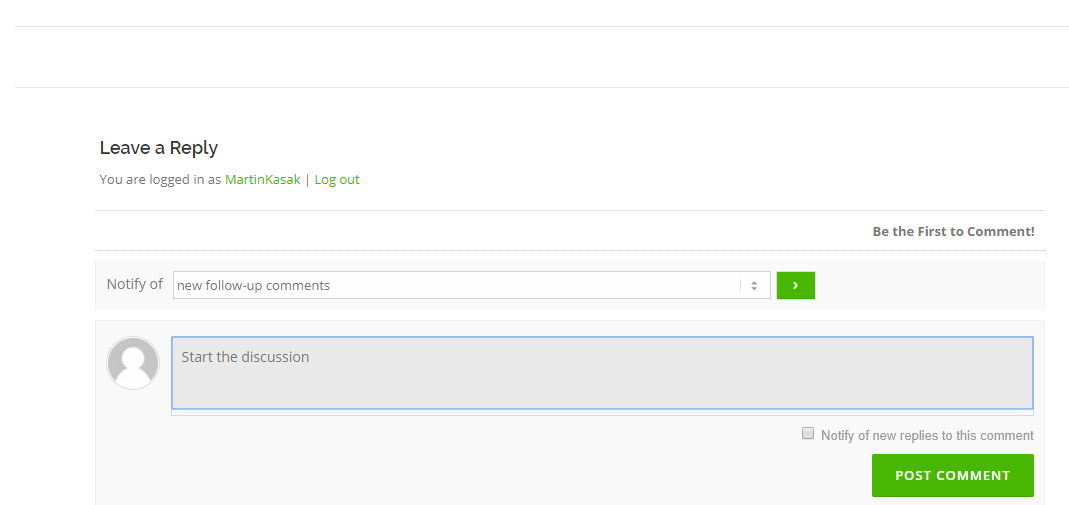 Leave a Reply
You are logged in as MartinKasak | Log out
Be the First to Comment!
Notify of new follow-up comments ›
Start the discussion
Notify of new replies to this comment
POST COMMENT